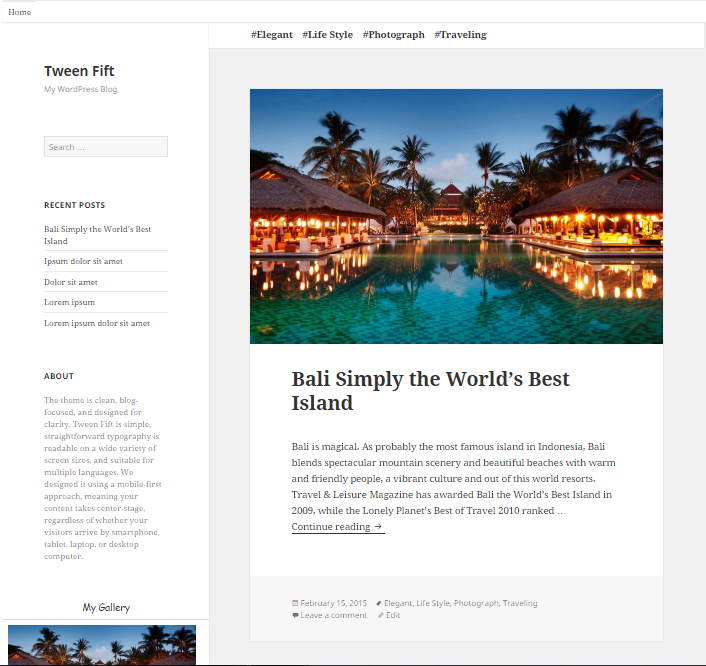 Home
#Elegant #Life Style #Photograph #Traveling
Tween Fift
My WordPress Blog
Search …
RECENT POSTS
Bali Simply the World's Best
Island
Ipsum dolor sit amet
Dolor sit amet
Lorem ipsum
Lorem ipsum dolor sit amet
ABOUT
The theme is clean, blog-
focused, and designed for
clarity. Tween Fift is simple,
straightforward typography is
readable on a wide variety of
screen sizes, and suitable for
multiple languages. We
designed it using a mobile-first
approach, meaning your
content takes center-stage,
regardless of whether your
visitors arrive by smartphone,
tablet, laptop, or desktop
computer.
My Gallery
Bali Simply the World's Best
Island
Bali is magical. As probably the most famous island in Indonesia, Bali
blends spectacular mountain scenery and beautiful beaches with warm
and friendly people, a vibrant culture and out of this world resorts.
Travel & Leisure Magazine has awarded Bali the World's Best Island in
2009, while the Lonely Planet's Best of Travel 2010 ranked …
Continue reading →
February 15, 2015 Elegant, Life Style, Photograph, Traveling
Leave a comment Edit